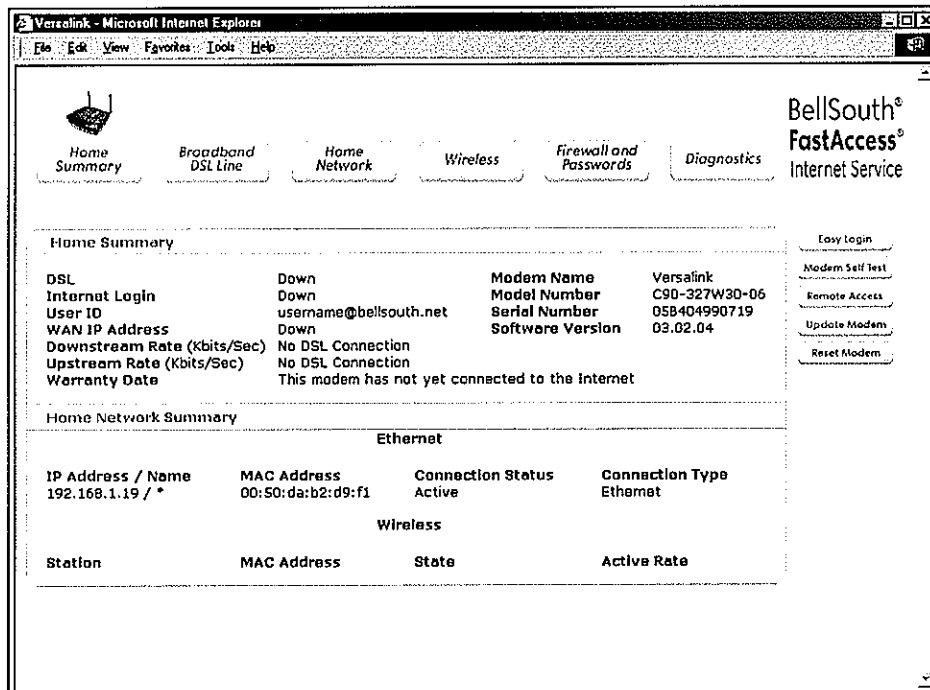 Versalink - Microsoft Internet Explorer
File Edit View Favorites Tools Help
BellSouth®
FastAccess®
Internet Service
Home Summary
Broadband DSL Line
Home Network
Wireless
Firewall and Passwords
Diagnostics
Easy Login
Modem Self Test
Remote Access
Update Modem
Reset Modem
Home Summary
DSL Down Modem Name Versalink
Internet Login Down Model Number C90-327W30-06
User ID username@bellsouth.net Serial Number 05B404990719
WAN IP Address Down Software Version 03.02.04
Downstream Rate (Kbits/Sec) No DSL Connection
Upstream Rate (Kbits/Sec) No DSL Connection
Warranty Date This modem has not yet connected to the Internet
Home Network Summary
Ethernet
IP Address / Name MAC Address Connection Status Connection Type
192.168.1.19 / * 00:50:da:b2:d9:f1 Active Ethernet
Wireless
Station MAC Address State Active Rate